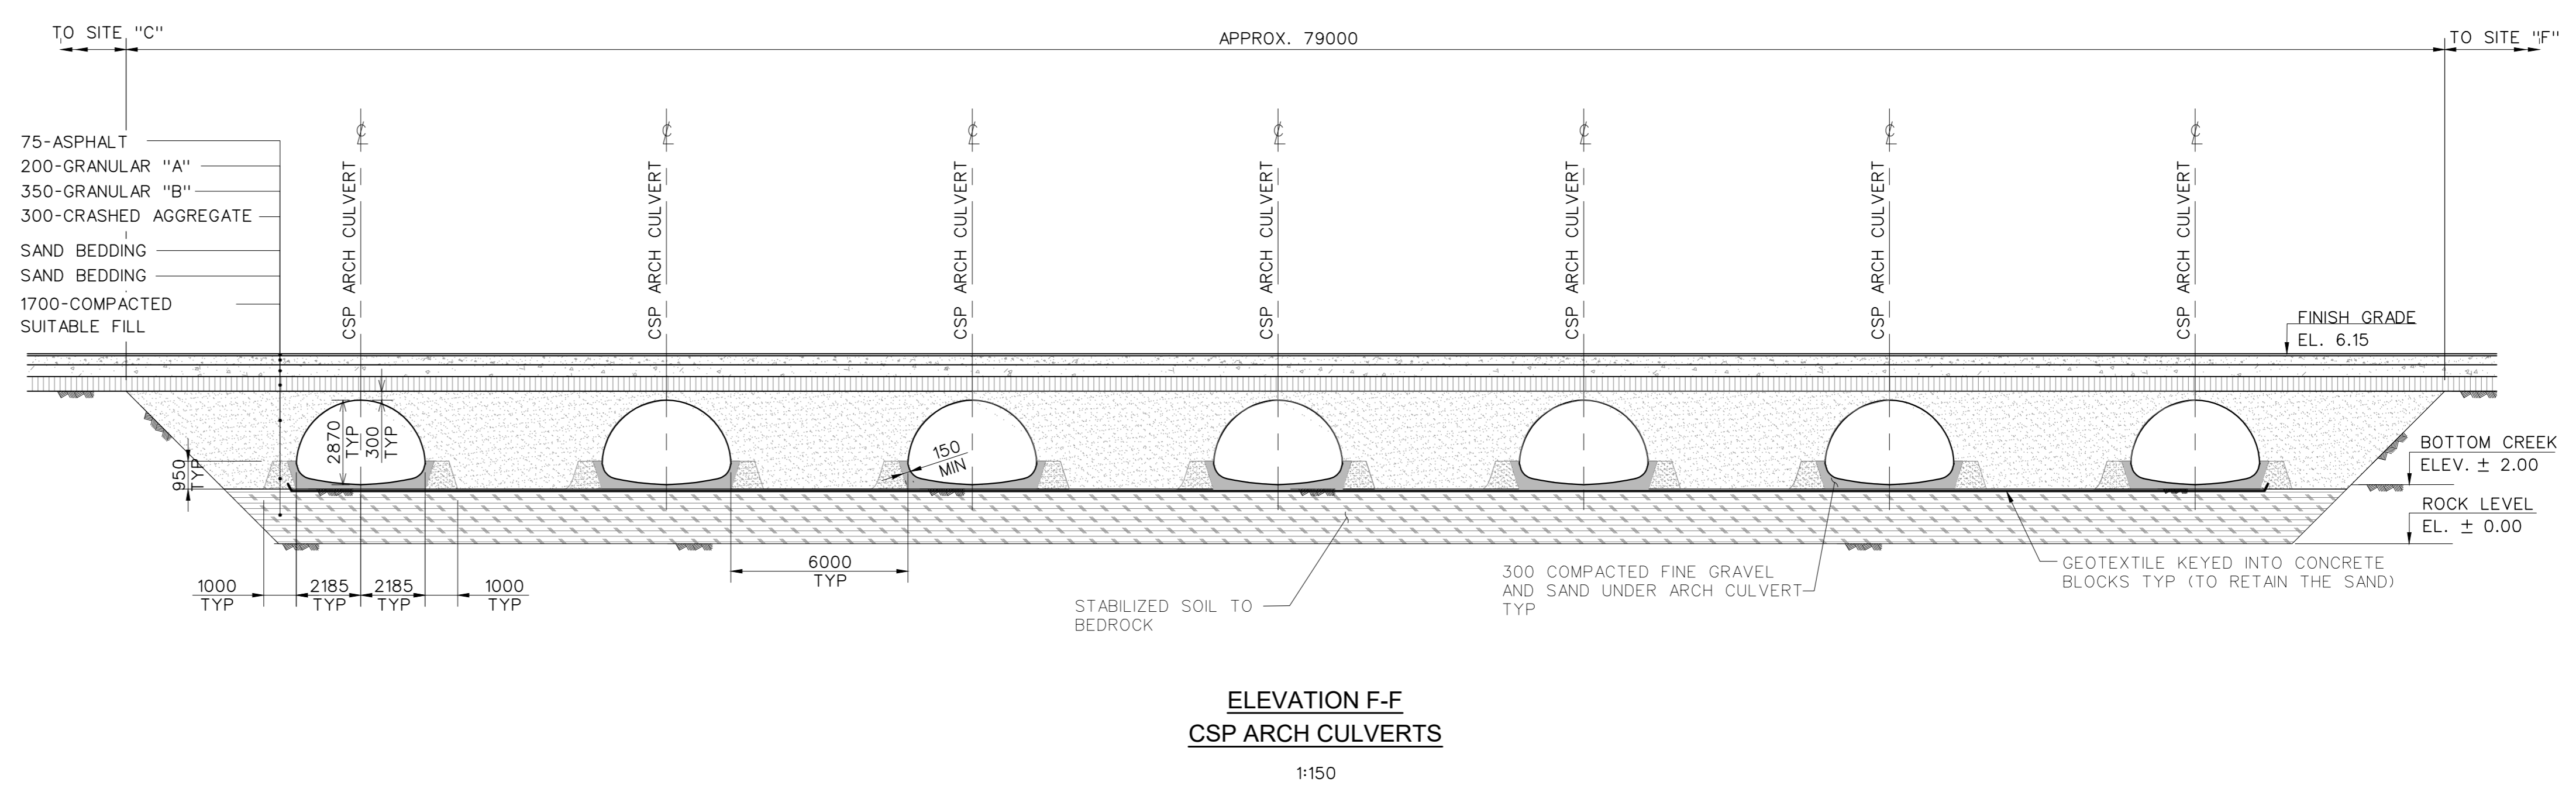 TO SITE "C"
APPROX. 79000
TO SITE "F"
75-ASPHALT
200-GRANULAR "A"
350-GRANULAR "B"
300-CRASHED AGGREGATE
SAND BEDDING
SAND BEDDING
1700-COMPACTED
SUITABLE FILL
℄
CSP ARCH CULVERT
℄
CSP ARCH CULVERT
℄
CSP ARCH CULVERT
℄
CSP ARCH CULVERT
℄
CSP ARCH CULVERT
℄
CSP ARCH CULVERT
℄
CSP ARCH CULVERT
FINISH GRADE
EL. 6.15
2870
TYP
300
TYP
950
TYP
150
MIN
BOTTOM CREEK
ELEV. ± 2.00
ROCK LEVEL
EL. ± 0.00
1000
TYP
2185
TYP
2185
TYP
1000
TYP
6000
TYP
STABILIZED SOIL TO
BEDROCK
300 COMPACTED FINE GRAVEL
AND SAND UNDER ARCH CULVERT
TYP
GEOTEXTILE KEYED INTO CONCRETE
BLOCKS TYP (TO RETAIN THE SAND)
ELEVATION F-F
CSP ARCH CULVERTS
1:150